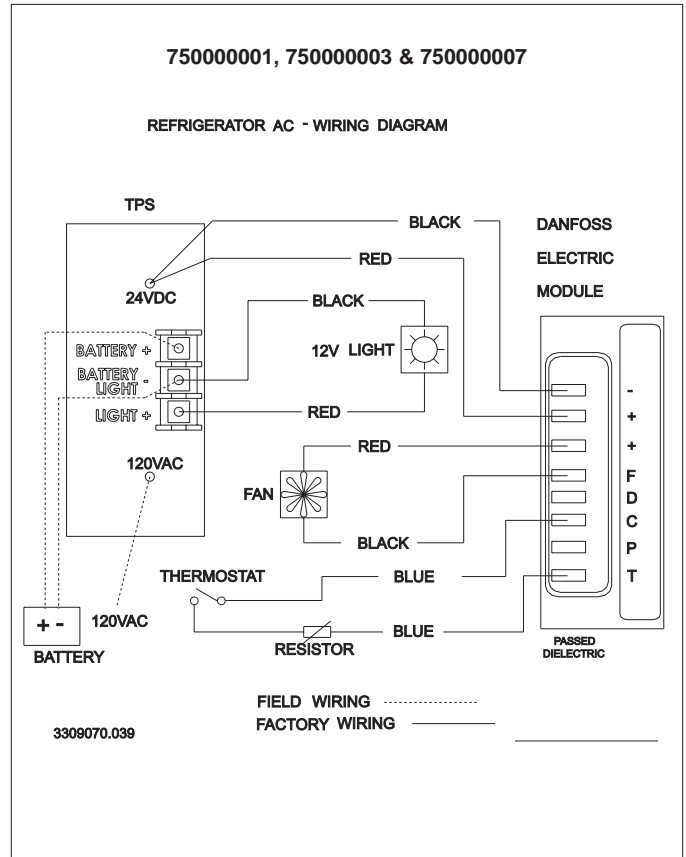 750000001, 750000003 & 750000007
REFRIGERATOR AC - WIRING DIAGRAM
TPS
BLACK
DANFOSS
ELECTRIC
MODULE
RED
24VDC
BLACK
BATTERY +
12V LIGHT
BATTERY
LIGHT -
LIGHT +
RED
-
+
+
F
D
C
P
T
RED
120VAC
FAN
BLACK
THERMOSTAT
BLUE
120VAC
+ -
BATTERY
BLUE
RESISTOR
PASSED
DIELECTRIC
FIELD WIRING
FACTORY WIRING
3309070.039